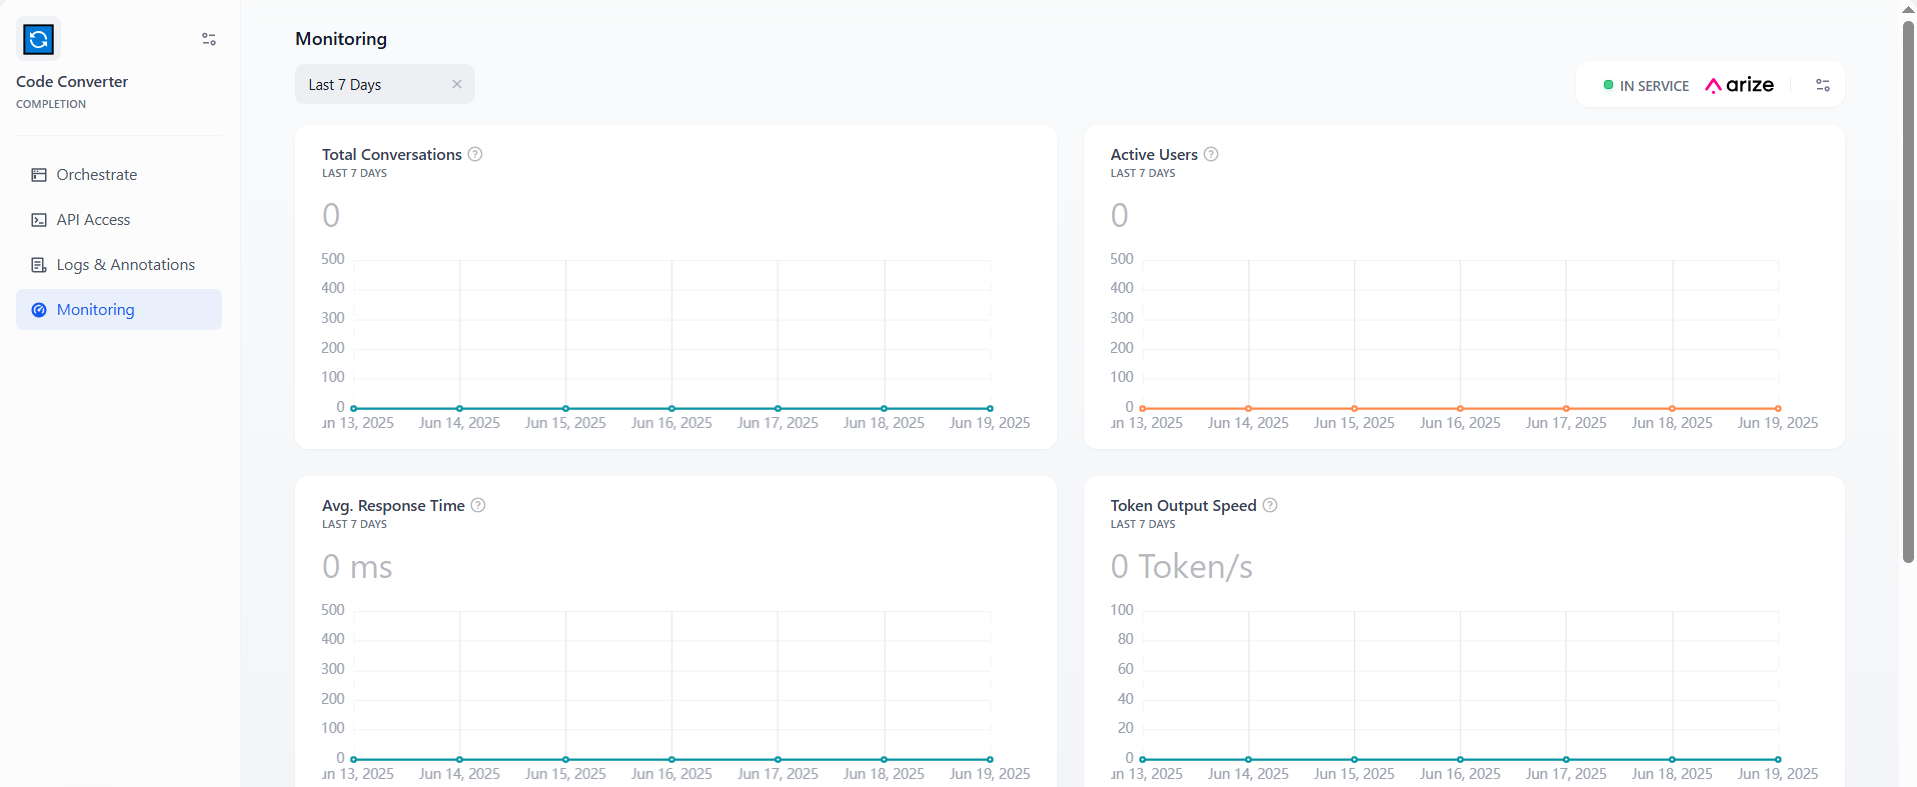 Code Converter
COMPLETION
Orchestrate
API Access
Logs & Annotations
Monitoring
Monitoring
Last 7 Days
IN SERVICE arize
Total Conversations
LAST 7 DAYS
0
500
400
300
200
100
0
un 13, 2025 Jun 14, 2025 Jun 15, 2025 Jun 16, 2025 Jun 17, 2025 Jun 18, 2025 Jun 19, 2025
Active Users
LAST 7 DAYS
0
500
400
300
200
100
0
un 13, 2025 Jun 14, 2025 Jun 15, 2025 Jun 16, 2025 Jun 17, 2025 Jun 18, 2025 Jun 19, 2025
Avg. Response Time
LAST 7 DAYS
0 ms
500
400
300
200
100
0
un 13, 2025 Jun 14, 2025 Jun 15, 2025 Jun 16, 2025 Jun 17, 2025 Jun 18, 2025 Jun 19, 2025
Token Output Speed
LAST 7 DAYS
0 Token/s
100
80
60
40
20
0
un 13, 2025 Jun 14, 2025 Jun 15, 2025 Jun 16, 2025 Jun 17, 2025 Jun 18, 2025 Jun 19, 2025